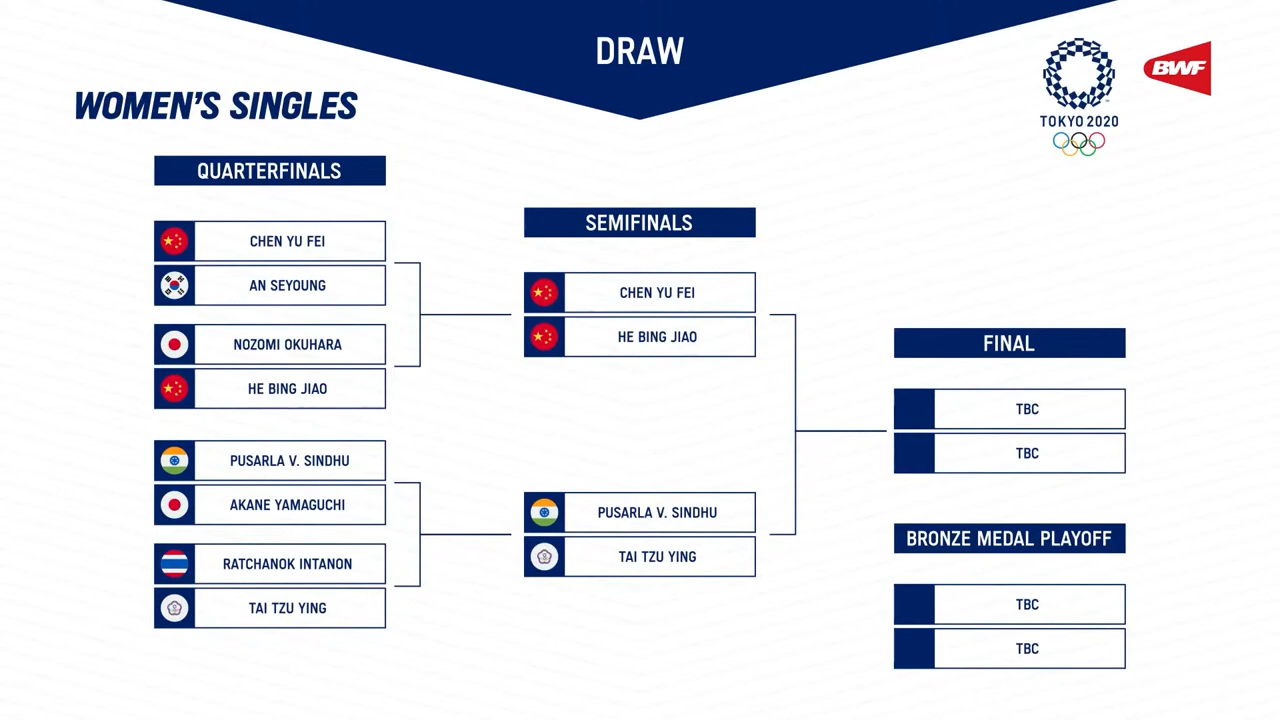 DRAW
WOMEN'S SINGLES
BWF
TOKYO 2020
QUARTERFINALS
CHEN YU FEI
AN SEYOUNG
NOZOMI OKUHARA
HE BING JIAO
PUSARLA V. SINDHU
AKANE YAMAGUCHI
RATCHANOK INTANON
TAI TZU YING
SEMIFINALS
CHEN YU FEI
HE BING JIAO
PUSARLA V. SINDHU
TAI TZU YING
FINAL
TBC
TBC
BRONZE MEDAL PLAYOFF
TBC
TBC